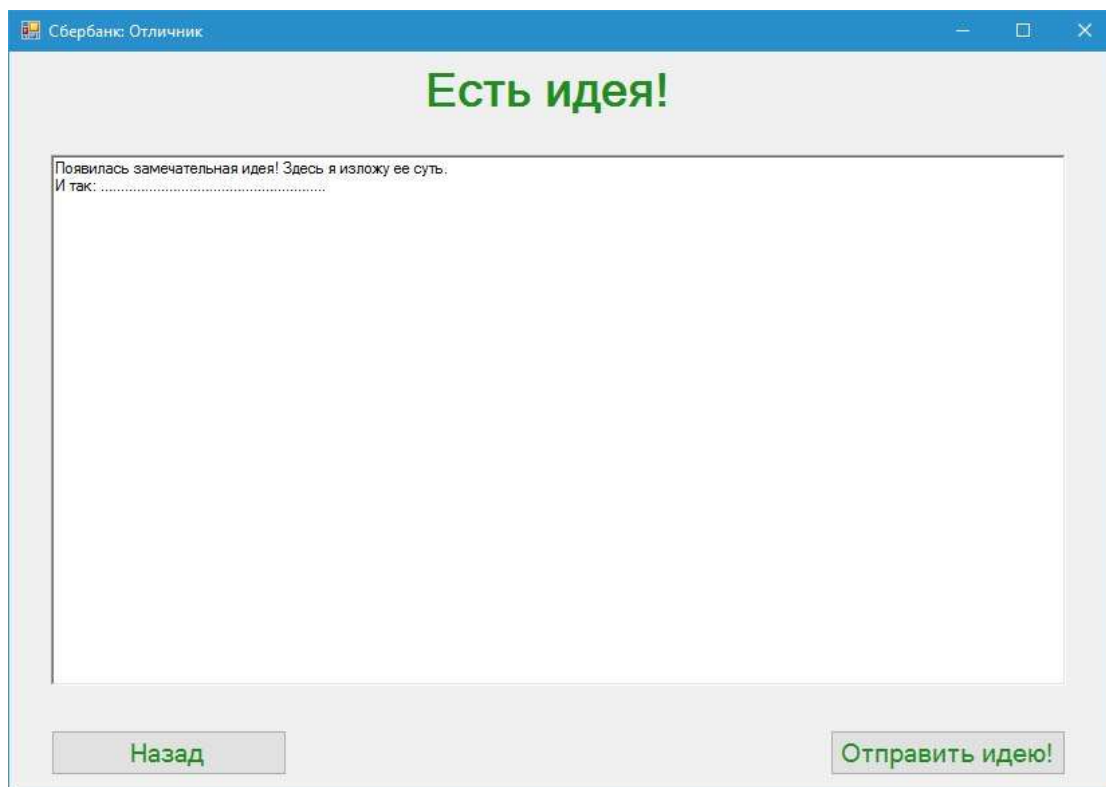 Сбербанк: Отличник
Есть идея!
Появилась замечательная идея! Здесь я изложу ее суть.
И так: ........................................................
Назад
Отправить идею!